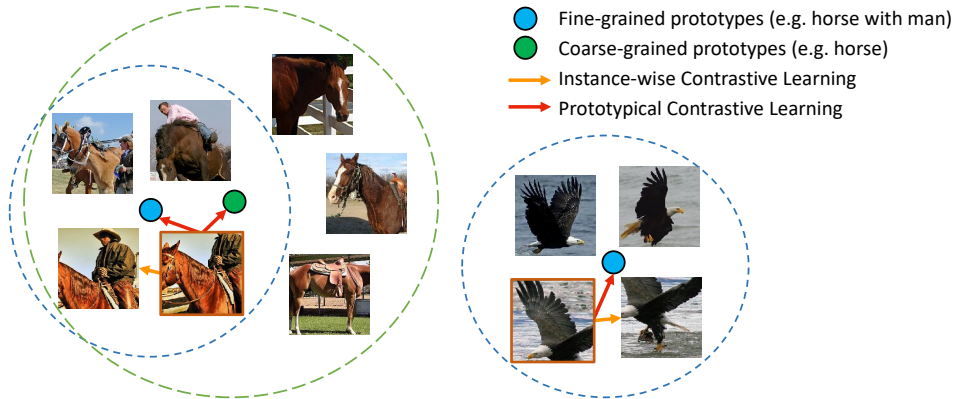 Fine-grained prototypes (e.g. horse with man)
Coarse-grained prototypes (e.g. horse)
Instance-wise Contrastive Learning
Prototypical Contrastive Learning